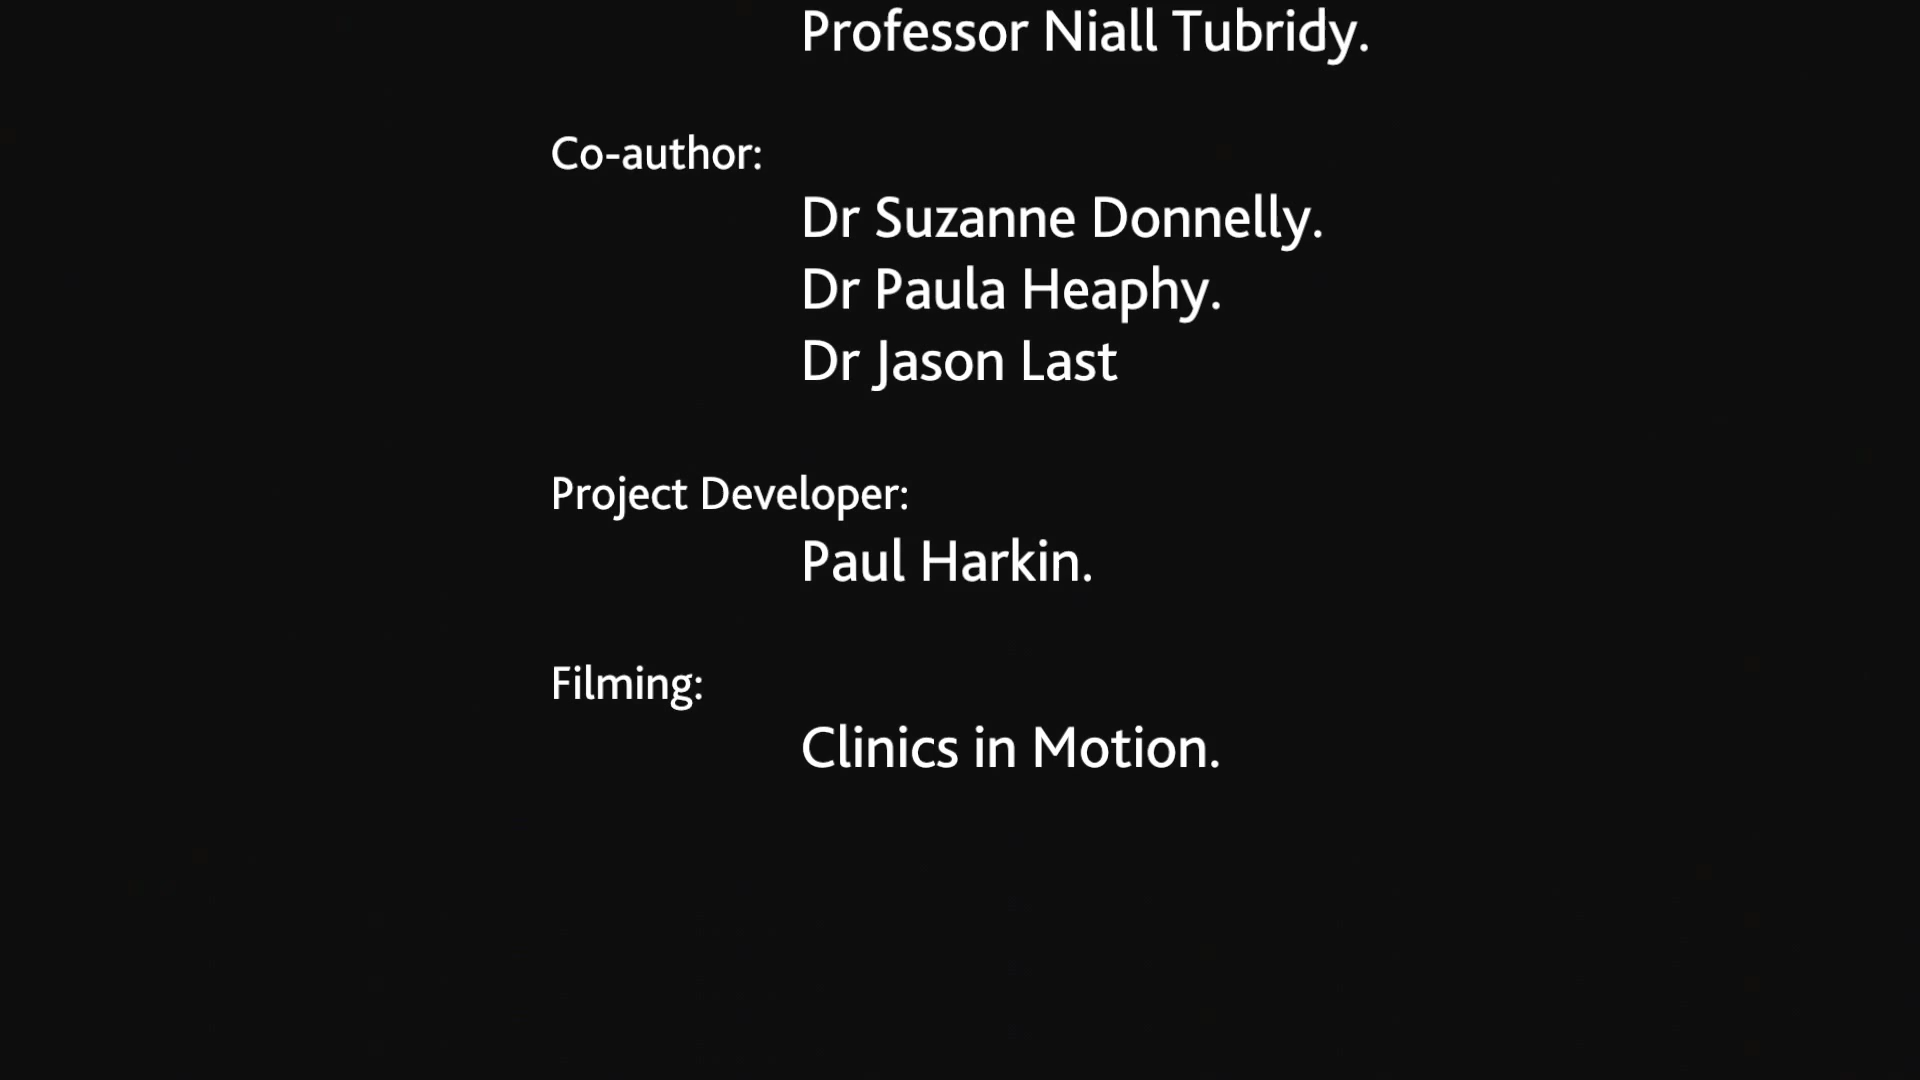 Professor Niall Tubridy.
Co-author:
Dr Suzanne Donnelly.
Dr Paula Heaphy.
Dr Jason Last
Project Developer:
Paul Harkin.
Filming:
Clinics in Motion.